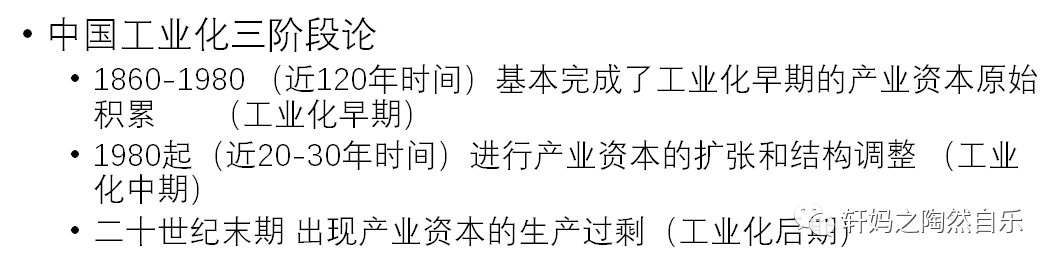 • 中国工业化三阶段论
• 1860-1980 （近120年时间）基本完成了工业化早期的产业资本原始
积累 （工业化早期）
• 1980起（近20-30年时间）进行产业资本的扩张和结构调整 （工业
化中期）
• 二十世纪末期 出现产业资本的生产过剩（工业化后期）
轩妈之陶然自乐